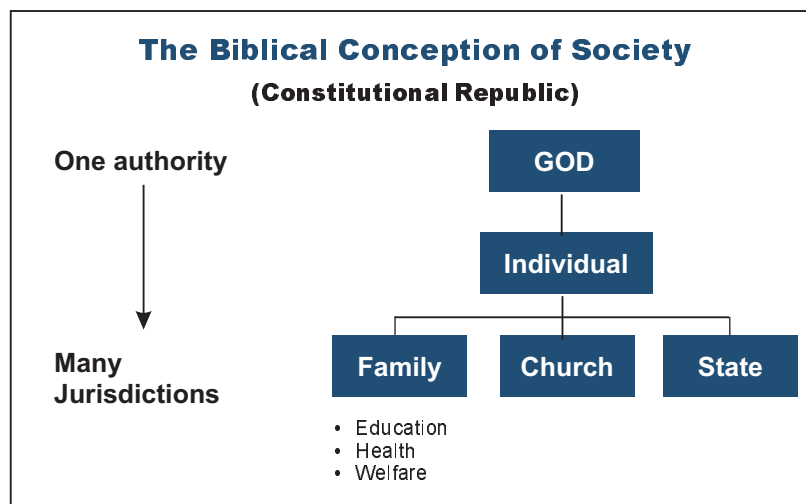 The Biblical Conception of Society
(Constitutional Republic)
One authority
GOD
Individual
Many
Jurisdictions
Family
Church
State
• Education
• Health
• Welfare